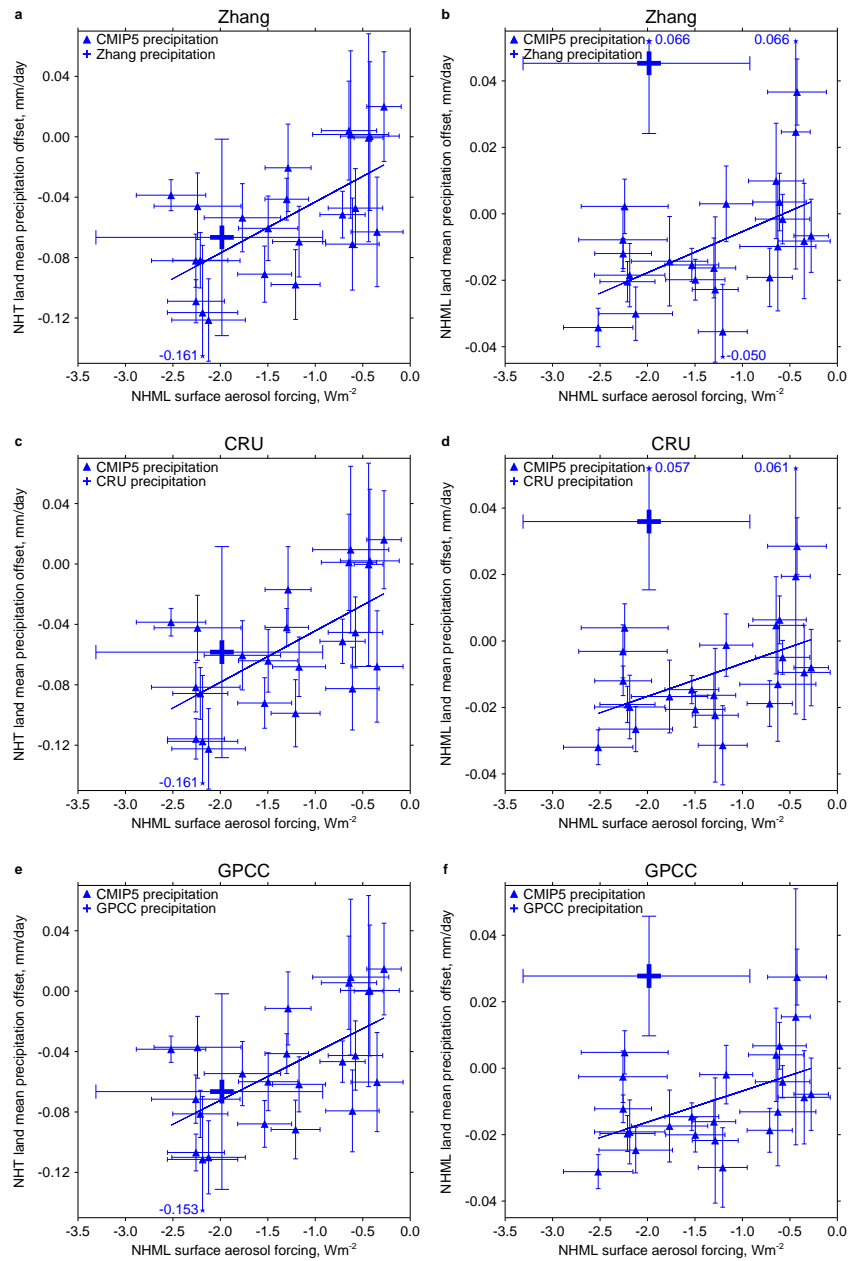 a
Zhang
CMIP5 precipitation
Zhang precipitation
0.04
0.00
-0.04
-0.08
-0.12
-0.161
NHT land mean precipitation offset, mm/day
-3.5 -3.0 -2.5 -2.0 -1.5 -1.0 -0.5 0.0
NHML surface aerosol forcing, Wm-2
b
Zhang
CMIP5 precipitation
Zhang precipitation
0.066
0.066
0.04
0.02
0.00
-0.02
-0.04
-0.050
NHML land mean precipitation offset, mm/day
-3.5 -3.0 -2.5 -2.0 -1.5 -1.0 -0.5 0.0
NHML surface aerosol forcing, Wm-2
c
CRU
CMIP5 precipitation
CRU precipitation
0.04
0.00
-0.04
-0.08
-0.12
-0.161
NHT land mean precipitation offset, mm/day
-3.5 -3.0 -2.5 -2.0 -1.5 -1.0 -0.5 0.0
NHML surface aerosol forcing, Wm-2
d
CRU
CMIP5 precipitation
CRU precipitation
0.057
0.061
0.04
0.02
0.00
-0.02
-0.04
NHML land mean precipitation offset, mm/day
-3.5 -3.0 -2.5 -2.0 -1.5 -1.0 -0.5 0.0
NHML surface aerosol forcing, Wm-2
e
GPCC
CMIP5 precipitation
GPCC precipitation
0.04
0.00
-0.04
-0.08
-0.12
-0.153
NHT land mean precipitation offset, mm/day
-3.5 -3.0 -2.5 -2.0 -1.5 -1.0 -0.5 0.0
NHML surface aerosol forcing, Wm-2
f
GPCC
CMIP5 precipitation
GPCC precipitation
0.04
0.02
0.00
-0.02
-0.04
NHML land mean precipitation offset, mm/day
-3.5 -3.0 -2.5 -2.0 -1.5 -1.0 -0.5 0.0
NHML surface aerosol forcing, Wm-2